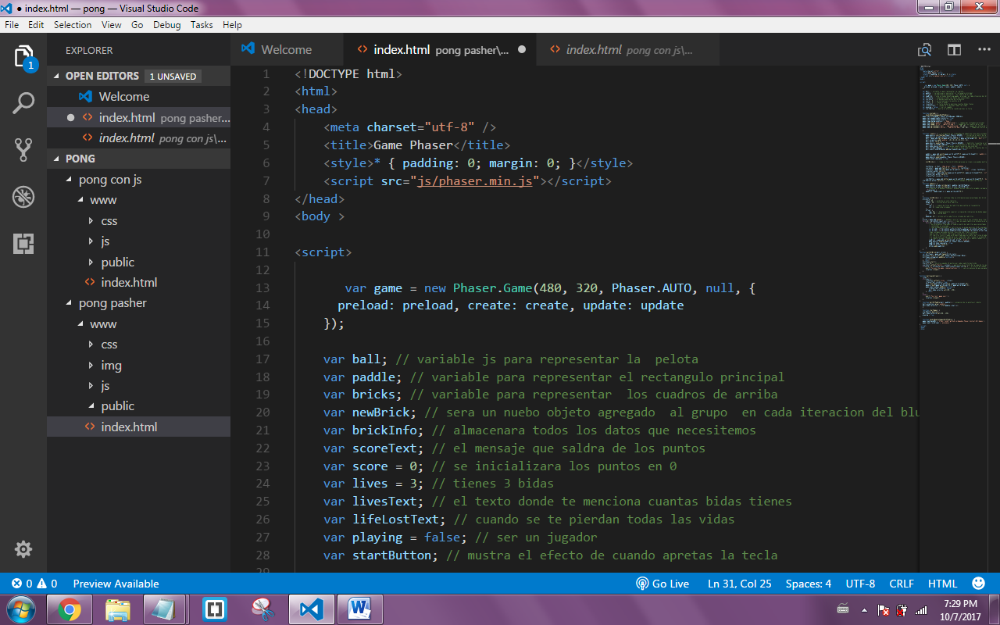 ● index.html — pong — Visual Studio Code
File Edit Selection View Go Debug Tasks Help
EXPLORER
OPEN EDITORS 1 UNSAVED
Welcome
index.html pong pasher...
index.html pong con js\...
PONG
pong con js
www
css
js
public
index.html
pong pasher
www
css
img
js
public
index.html
1
Welcome
index.html pong pasher\... ●
index.html pong con js\...
1 <!DOCTYPE html>
2 <html>
3 <head>
4 <meta charset="utf-8" />
5 <title>Game Phaser</title>
6 <style>* { padding: 0; margin: 0; }</style>
7 <script src="js/phaser.min.js"></script>
8 </head>
9 <body >
10
11 <script>
12
13 var game = new Phaser.Game(480, 320, Phaser.AUTO, null, {
14 preload: preload, create: create, update: update
15 });
16
17 var ball; // variable js para representar la  pelota
18 var paddle; // variable para representar el rectangulo principal
19 var bricks; // variable para representar  los cuadros de arriba
20 var newBrick; // sera un nuebo objeto agregado  al grupo  en cada iteracion del blu
21 var brickInfo; // almacenara todos los datos que necesitemos
22 var scoreText; // el mensaje que saldra de los puntos
23 var score = 0; // se inicializara los puntos en 0
24 var lives = 3; // tienes 3 bidas
25 var livesText; // el texto donde te menciona cuantas bidas tienes
26 var lifeLostText; // cuando se te pierdan todas las vidas
27 var playing = false; // ser un jugador
28 var startButton; // mustra el efecto de cuando apretas la tecla
29
0 0 Preview Available Go Live Ln 31, Col 25 Spaces: 4 UTF-8 CRLF HTML
7:29 PM
10/7/2017